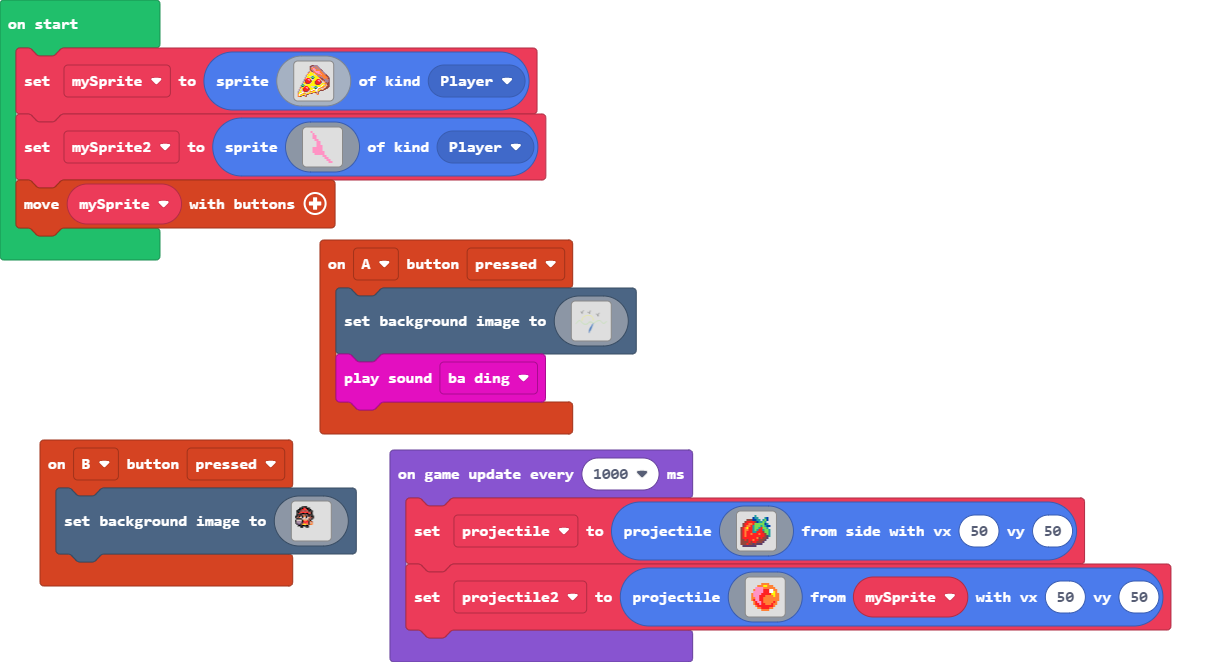 on start
set mySprite to sprite of kind Player
set mySprite2 to sprite of kind Player
move mySprite with buttons
on A button pressed
set background image to
play sound ba ding
on B button pressed
set background image to
on game update every 1000 ms
set projectile to projectile from side with vx 50 vy 50
set projectile2 to projectile from mySprite with vx 50 vy 50